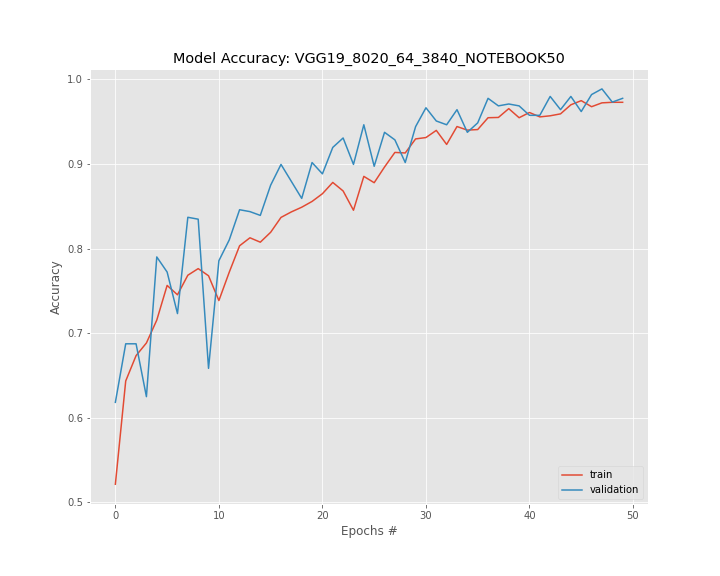 Model Accuracy: VGG19_8020_64_3840_NOTEBOOK50
1.0
0.9
0.8
0.7
0.6
0.5
Accuracy
0 10 20 30 40 50
Epochs #
train
validation